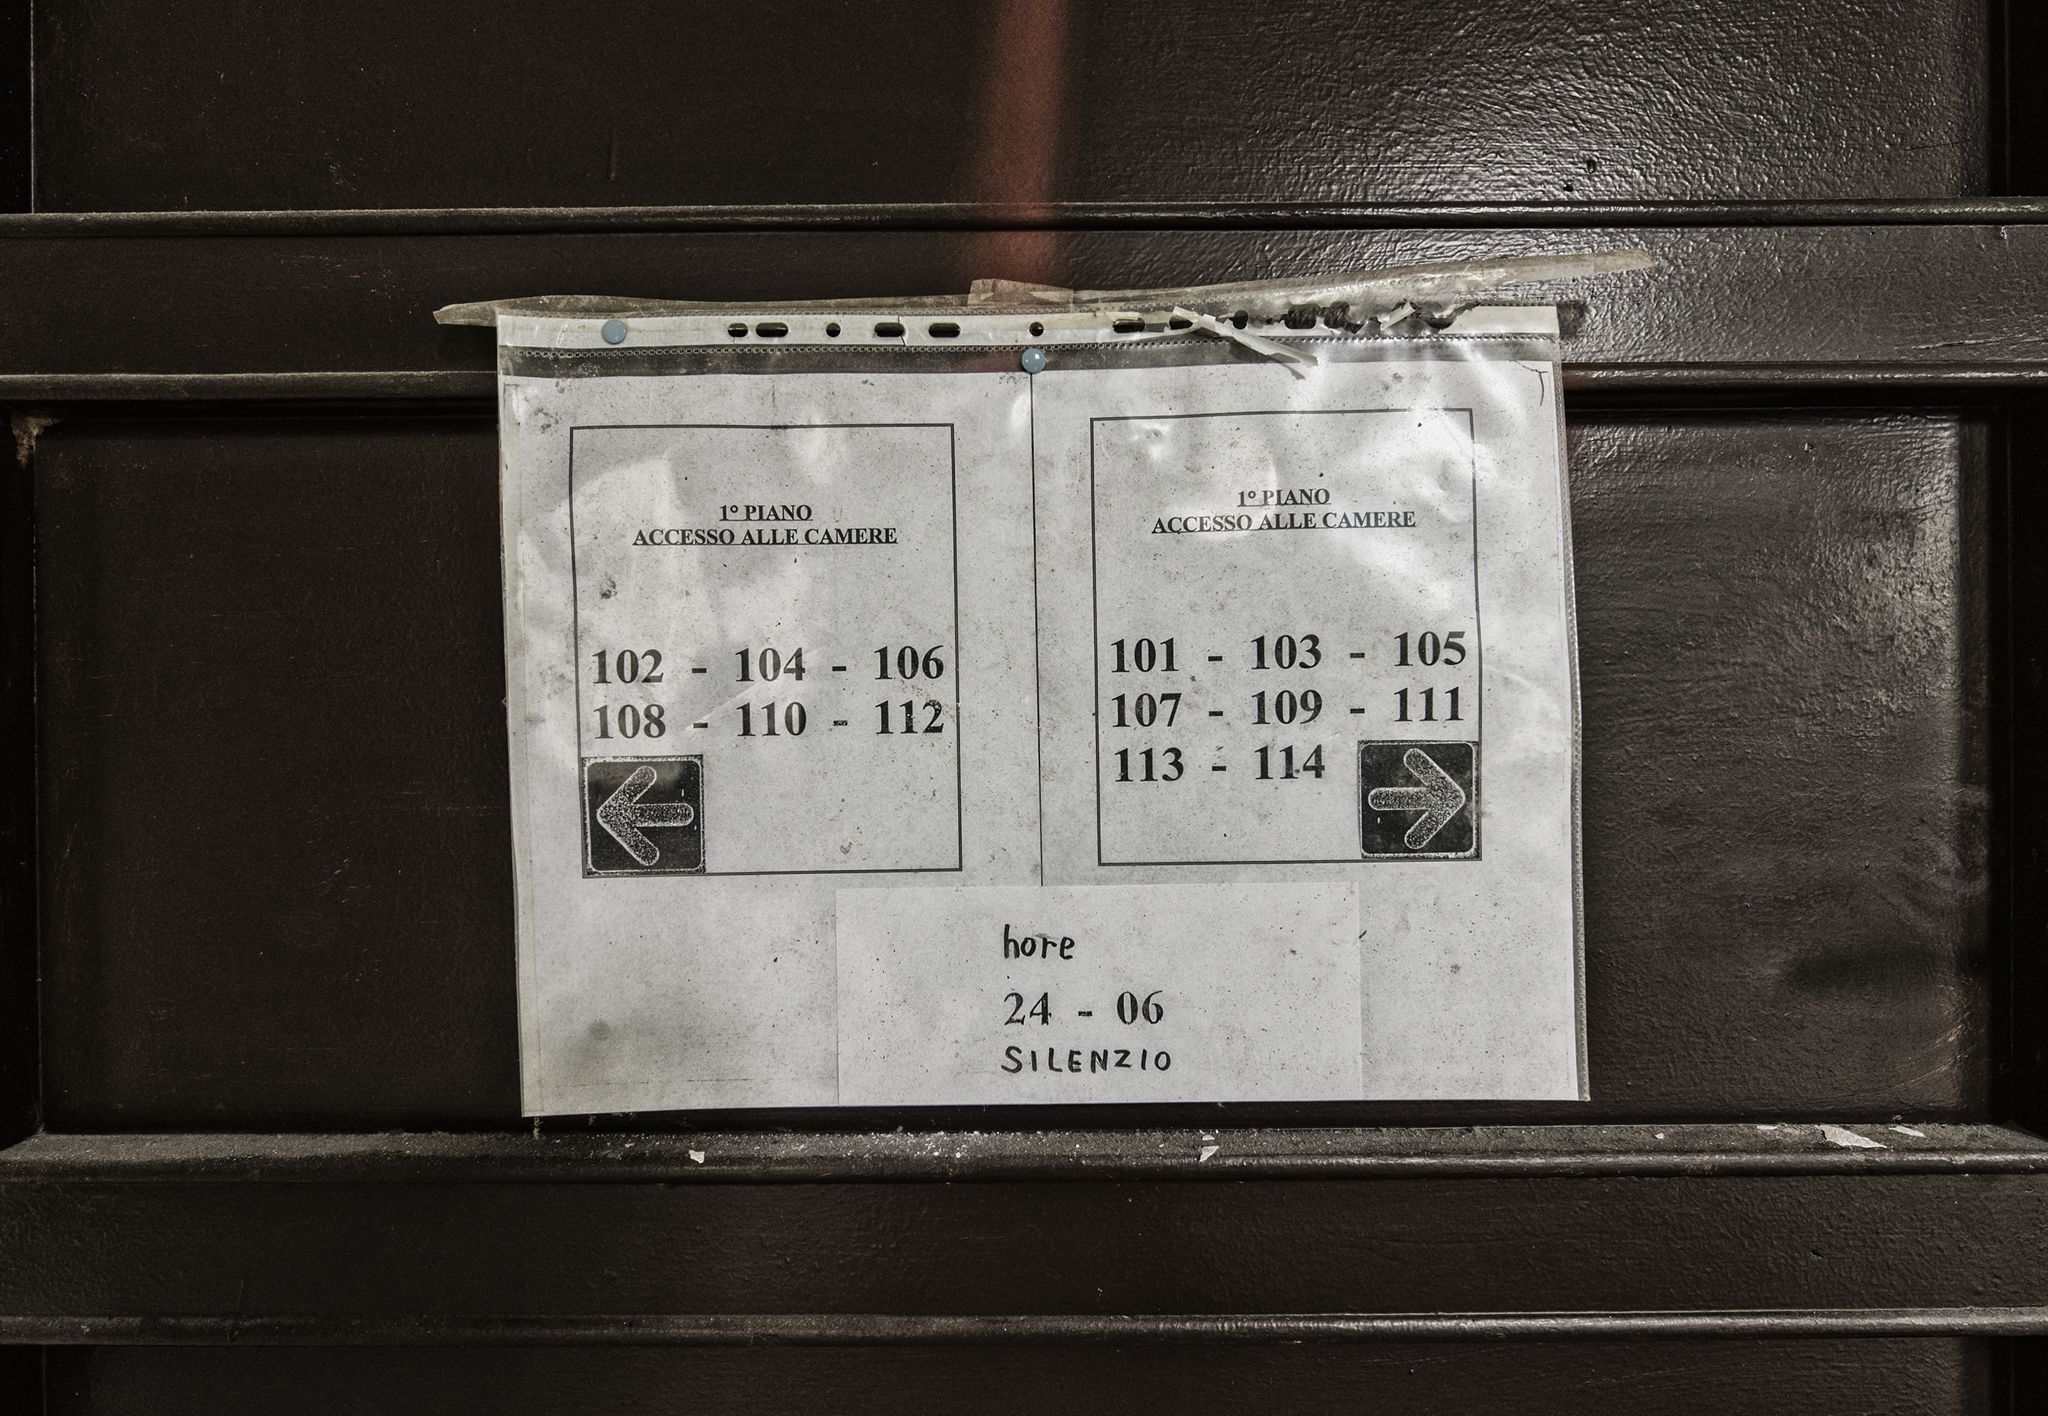 1° PIANO
ACCESSO ALLE CAMERE
102 - 104 - 106
108 - 110 - 112
1° PIANO
ACCESSO ALLE CAMERE
101 - 103 - 105
107 - 109 - 111
113 - 114
hore
24 - 06
SILENZIO